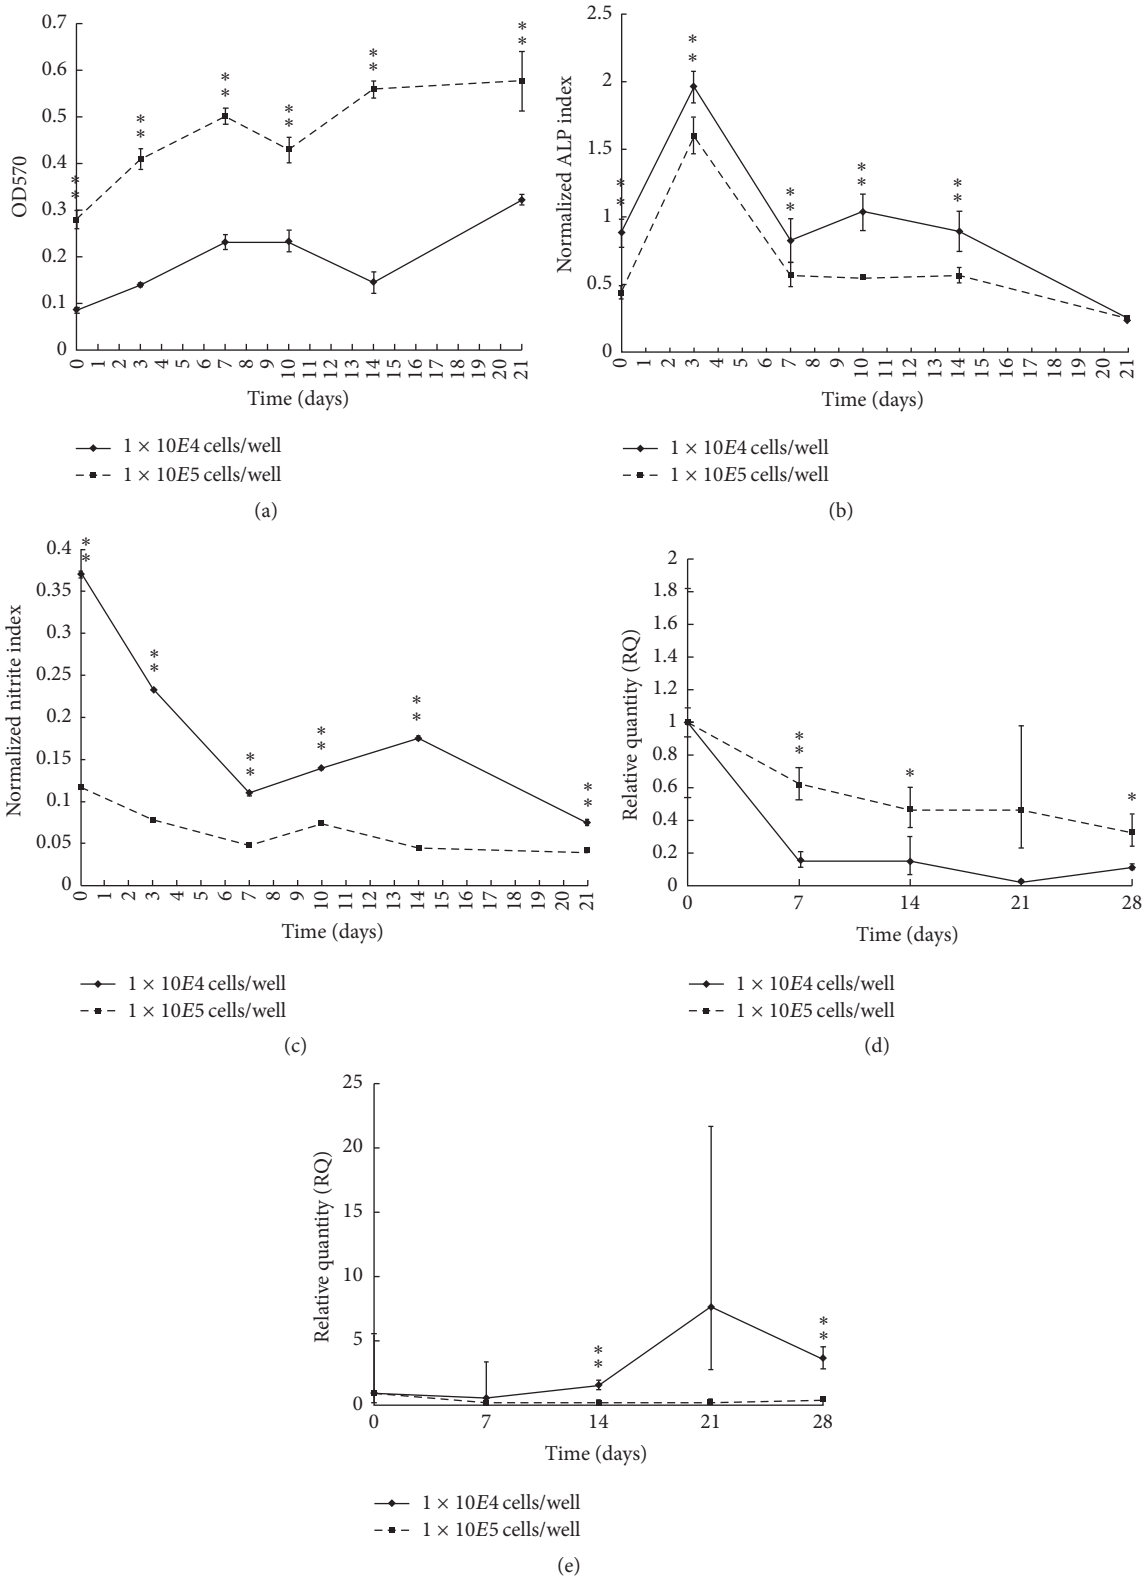 0.7
0.6
0.5
0.4
0.3
0.2
0.1
0
OD570
** ** ** ** ** **
0 1 2 3 4 5 6 7 8 9 10 11 12 13 14 15 16 17 18 19 20 21
Time (days)
1 × 10E4 cells/well
1 × 10E5 cells/well
(a)
2.5
2
1.5
1
0.5
0
Normalized ALP index
** ** ** ** **
0 1 2 3 4 5 6 7 8 9 10 11 12 13 14 15 16 17 18 19 20 21
Time (days)
1 × 10E4 cells/well
1 × 10E5 cells/well
(b)
0.4
0.35
0.3
0.25
0.2
0.15
0.1
0.05
0
Normalized nitrite index
** ** ** ** ** **
0 1 2 3 4 5 6 7 8 9 10 11 12 13 14 15 16 17 18 19 20 21
Time (days)
1 × 10E4 cells/well
1 × 10E5 cells/well
(c)
2
1.8
1.6
1.4
1.2
1
0.8
0.6
0.4
0.2
0
Relative quantity (RQ)
** * *
0 7 14 21 28
Time (days)
1 × 10E4 cells/well
1 × 10E5 cells/well
(d)
25
20
15
10
5
0
Relative quantity (RQ)
** **
0 7 14 21 28
Time (days)
1 × 10E4 cells/well
1 × 10E5 cells/well
(e)